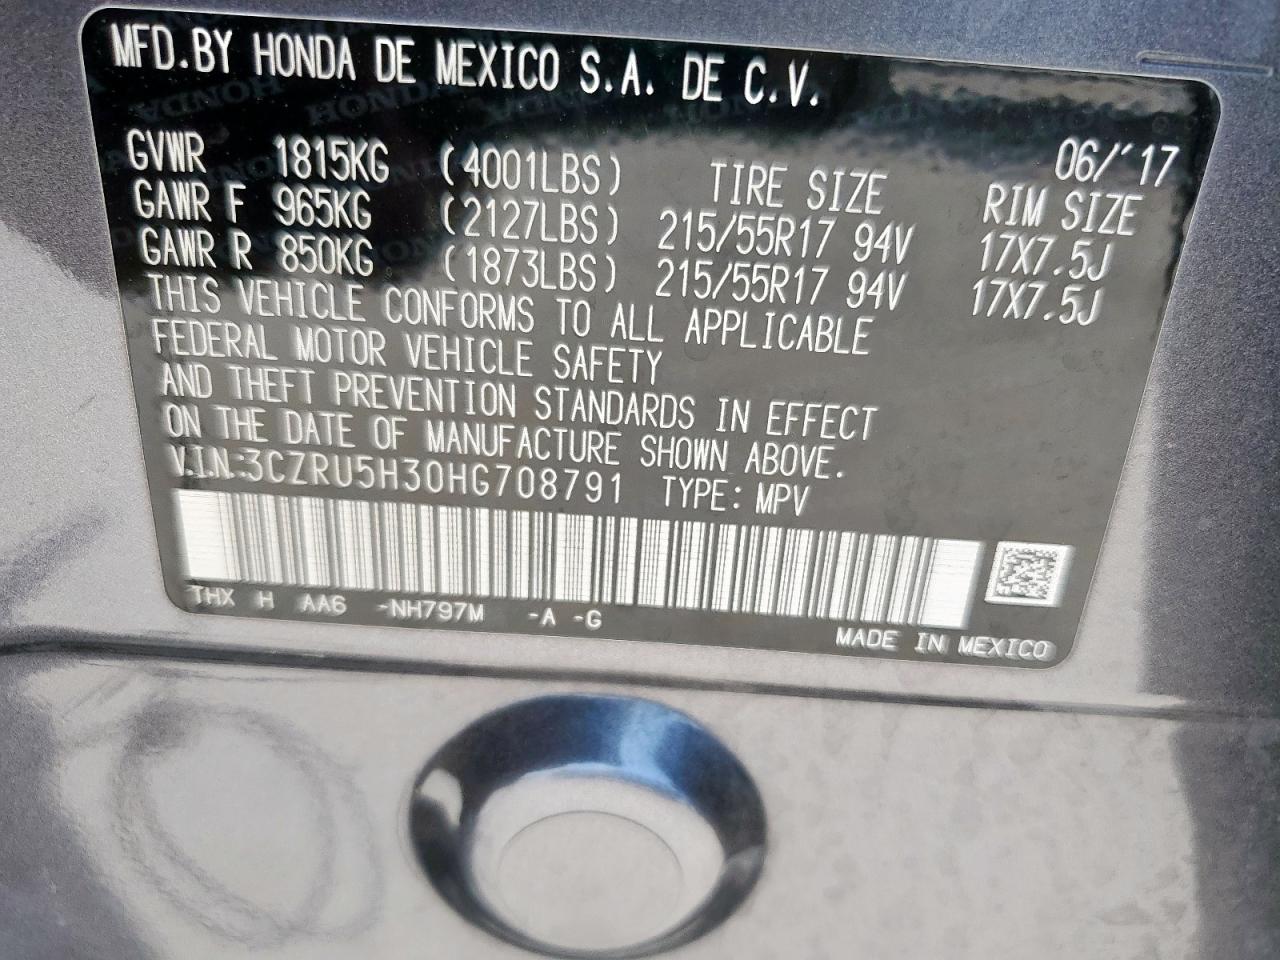 MFD.BY HONDA DE MEXICO S.A. DE C.V.
06/'17
GVWR 1815KG (4001LBS) TIRE SIZE RIM SIZE
GAWR F 965KG (2127LBS) 215/55R17 94V 17X7.5J
GAWR R 850KG (1873LBS) 215/55R17 94V 17X7.5J
THIS VEHICLE CONFORMS TO ALL APPLICABLE
FEDERAL MOTOR VEHICLE SAFETY
AND THEFT PREVENTION STANDARDS IN EFFECT
ON THE DATE OF MANUFACTURE SHOWN ABOVE.
V.I.N.:3CZRU5H30HG708791 TYPE: MPV
THX H AA6 -NH797M -A -G
MADE IN MEXICO